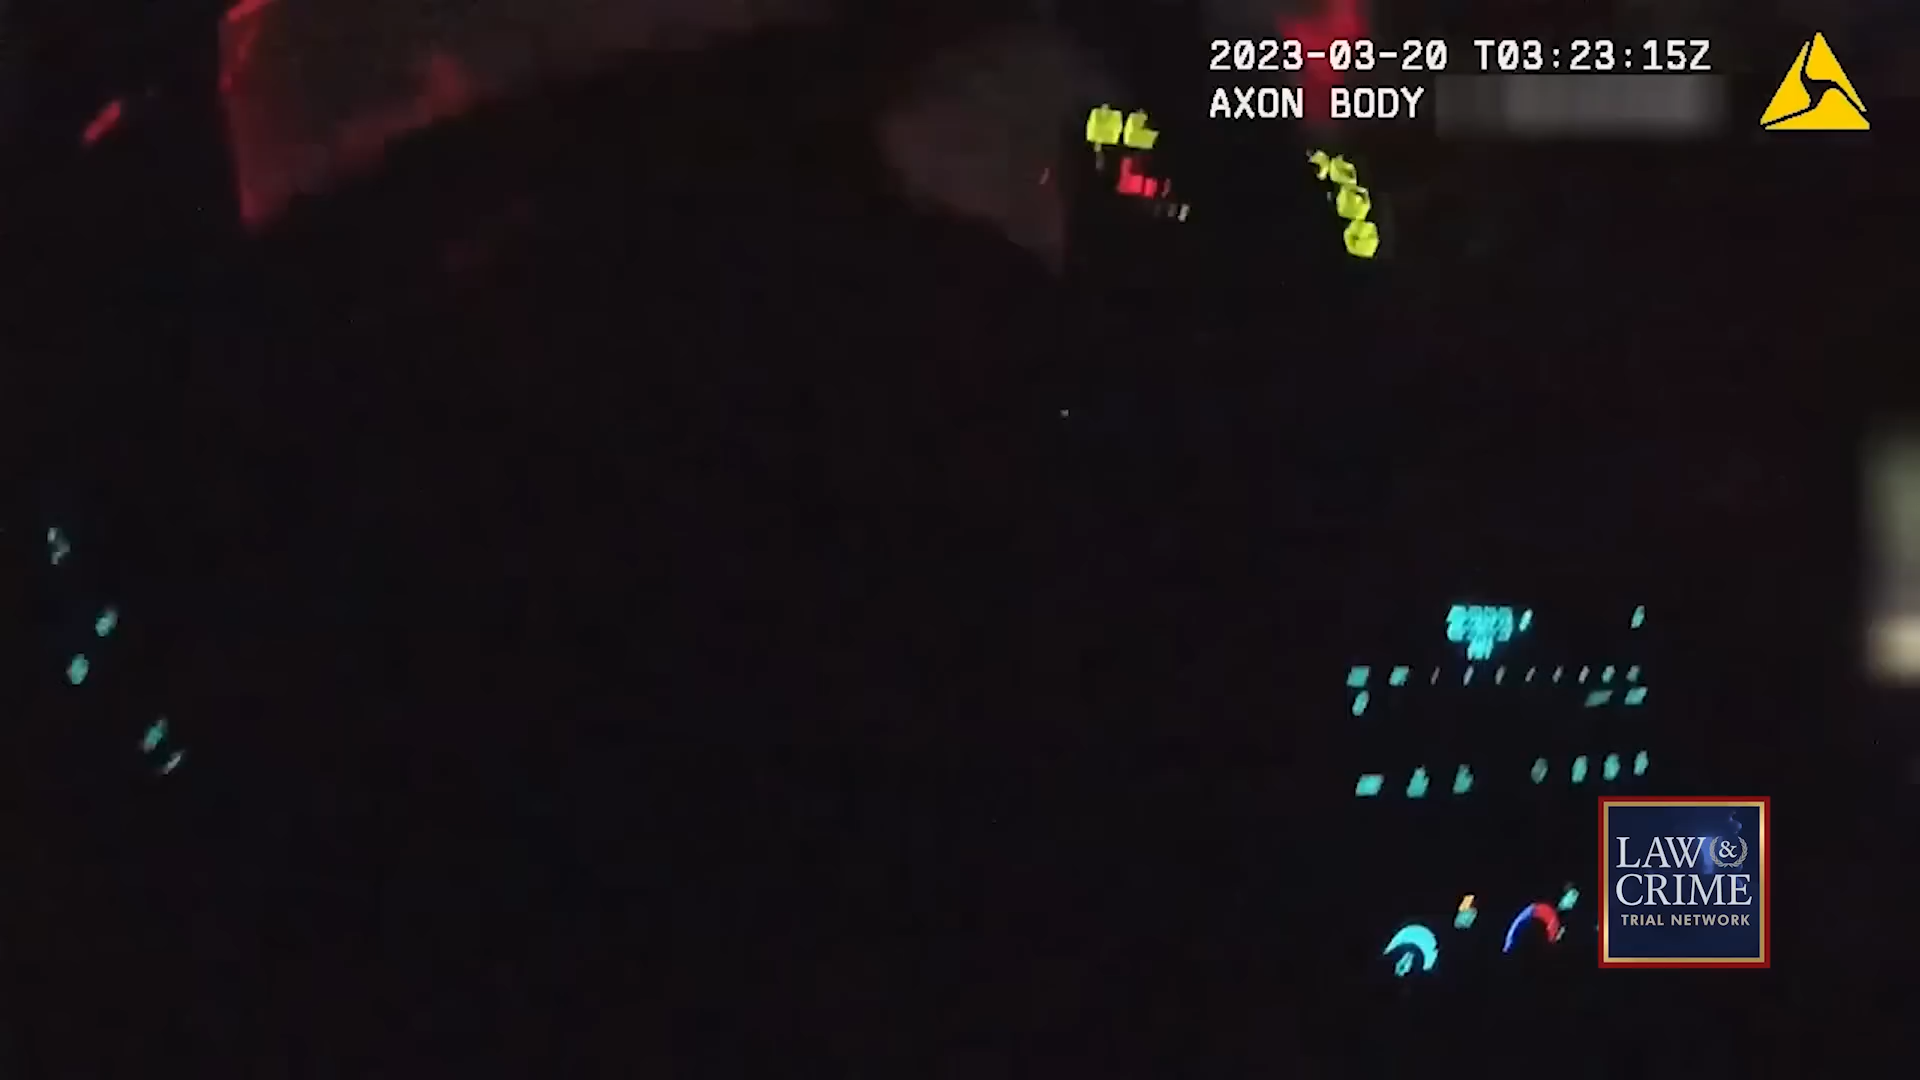 2023-03-20 T03:23:15Z
AXON BODY
LAW &
CRIME
TRIAL NETWORK